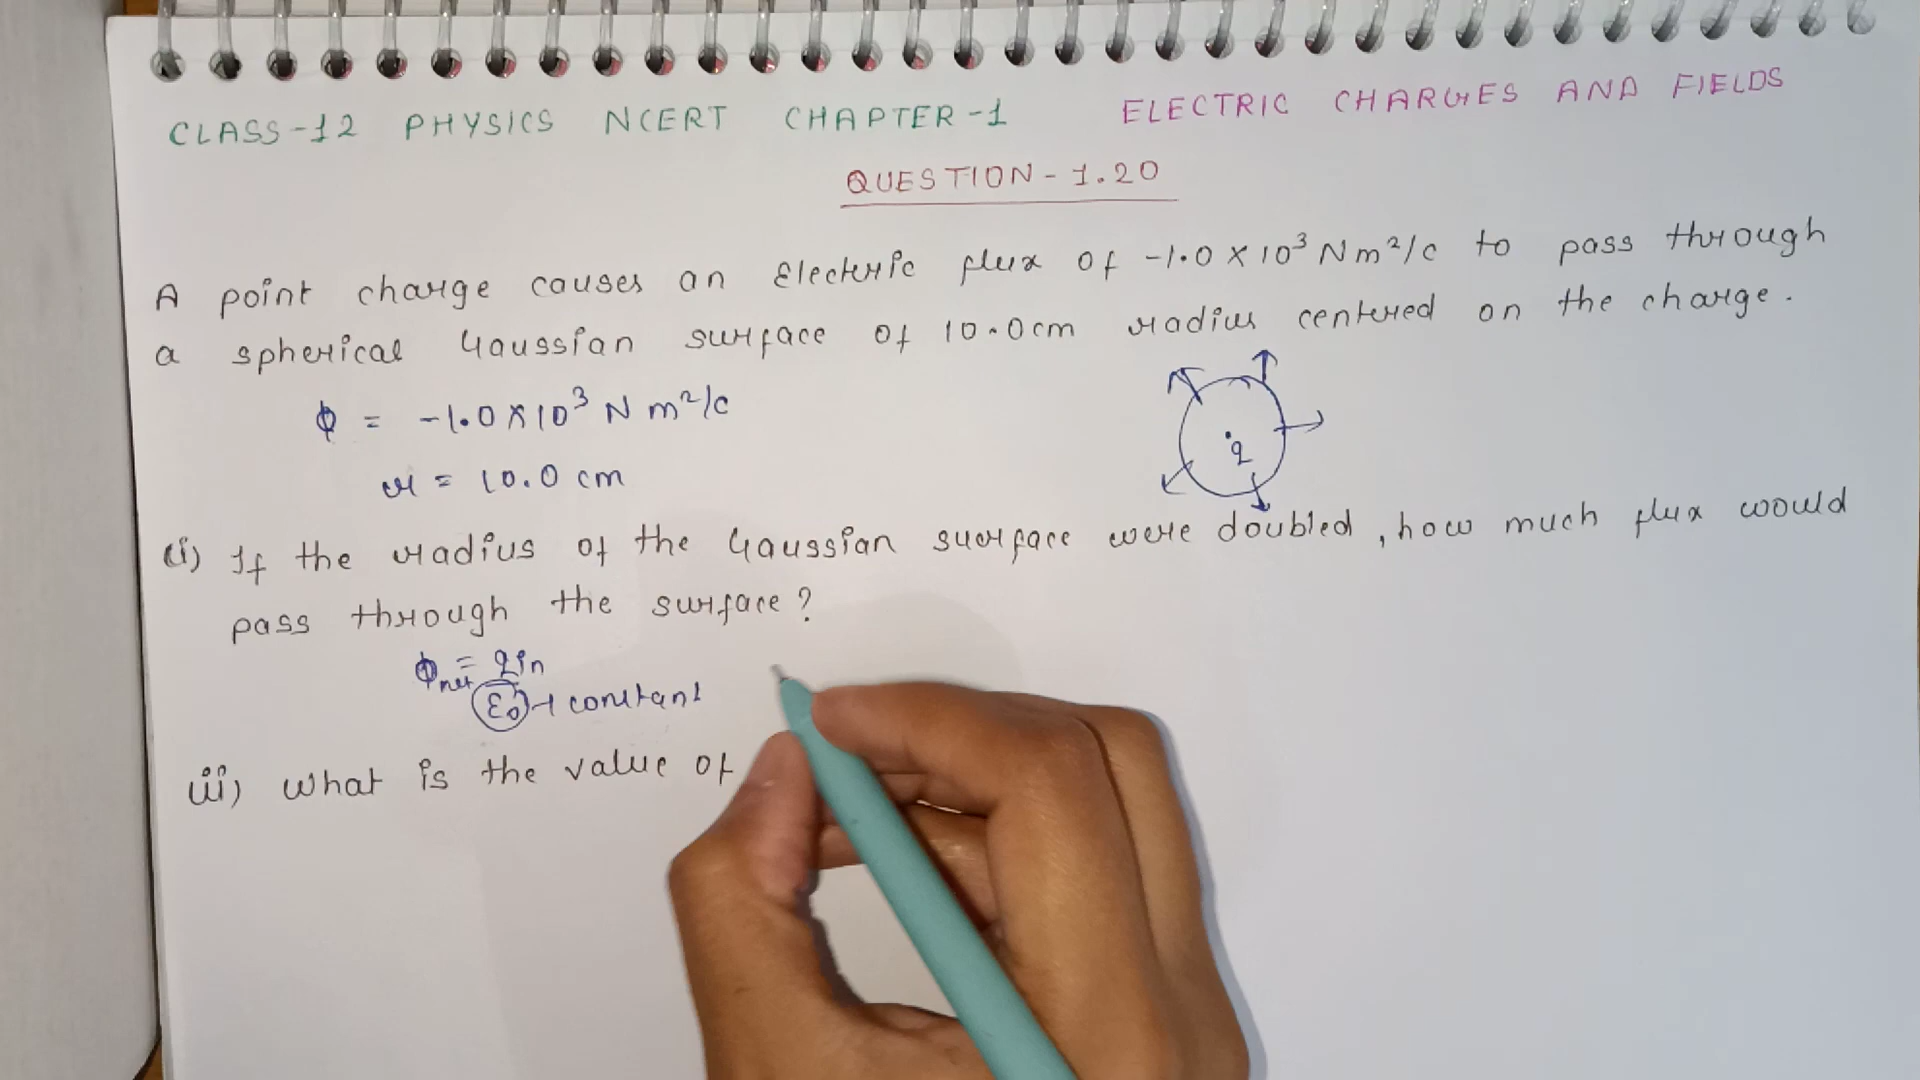 CLASS-12 PHYSICS NCERT CHAPTER-1 ELECTRIC CHARGES AND FIELDS
QUESTION-1.20
A point charge causes an Electric flux of -1.0 × 10³ Nm²/c to pass through
a spherical Gaussian surface of 10.0cm radius centered on the charge.
ϕ = -1.0 × 10³ N m²/c
r = 10.0 cm
q
(i) If the radius of the Gaussian surface were doubled, how much flux would
pass through the surface?
ϕnet = qin
ε₀ → constant
(ii) What is the value of